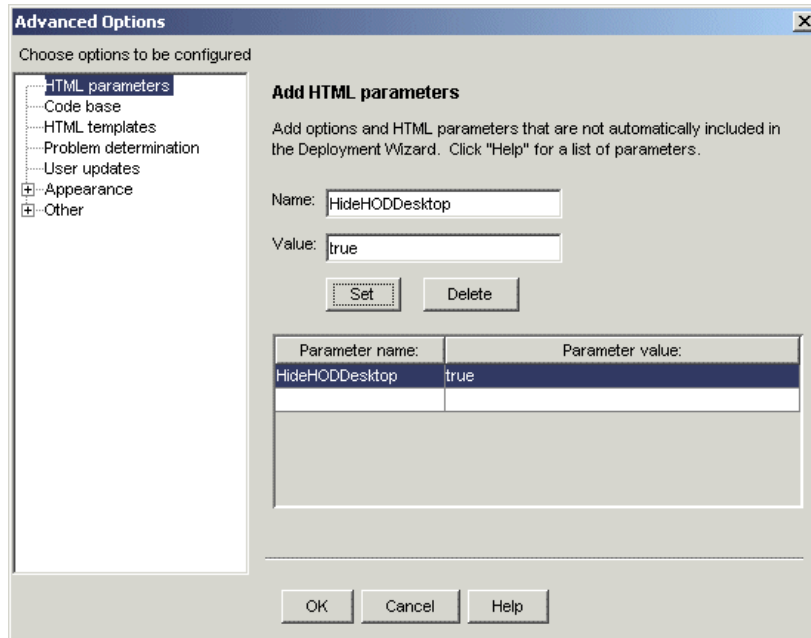 Advanced Options
Choose options to be configured
HTML parameters
Code base
HTML templates
Problem determination
User updates
Appearance
Other
Add HTML parameters
Add options and HTML parameters that are not automatically included in
the Deployment Wizard. Click "Help" for a list of parameters.
Name: HideHODDesktop
Value: true
Set Delete
Parameter name: Parameter value:
HideHODDesktop true
OK Cancel Help